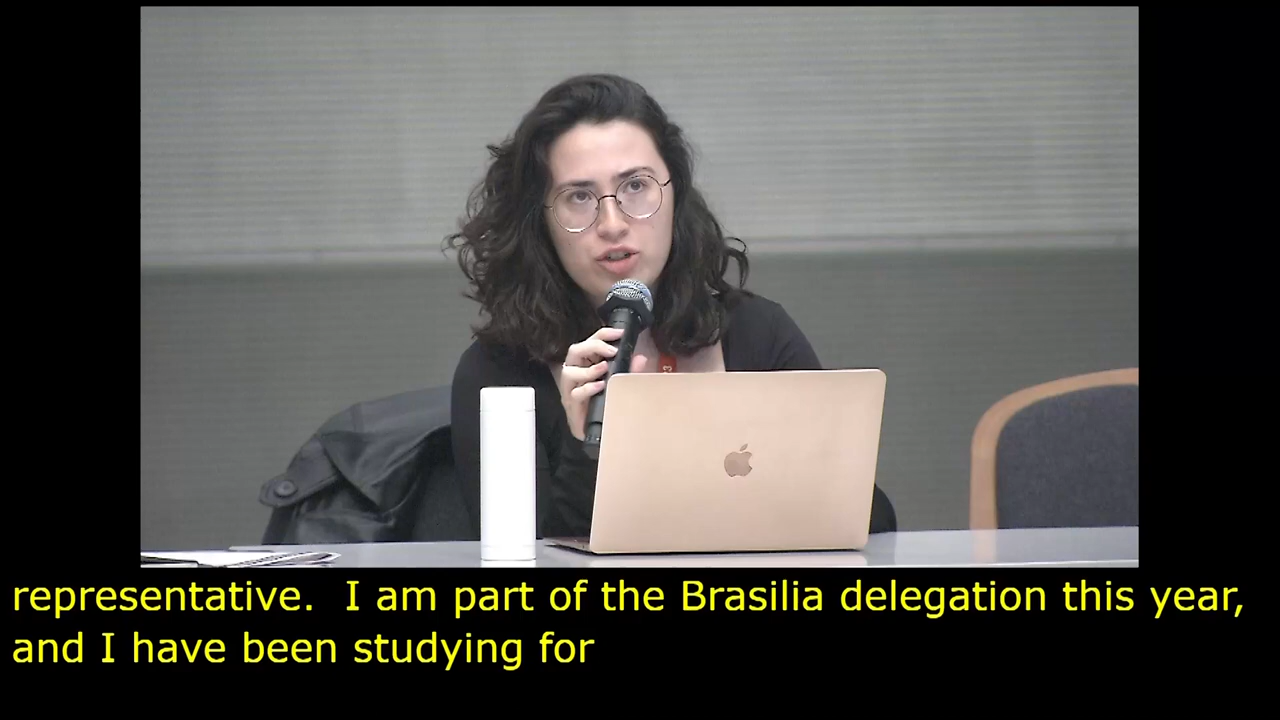 representative.  I am part of the Brasilia delegation this year,
and I have been studying for